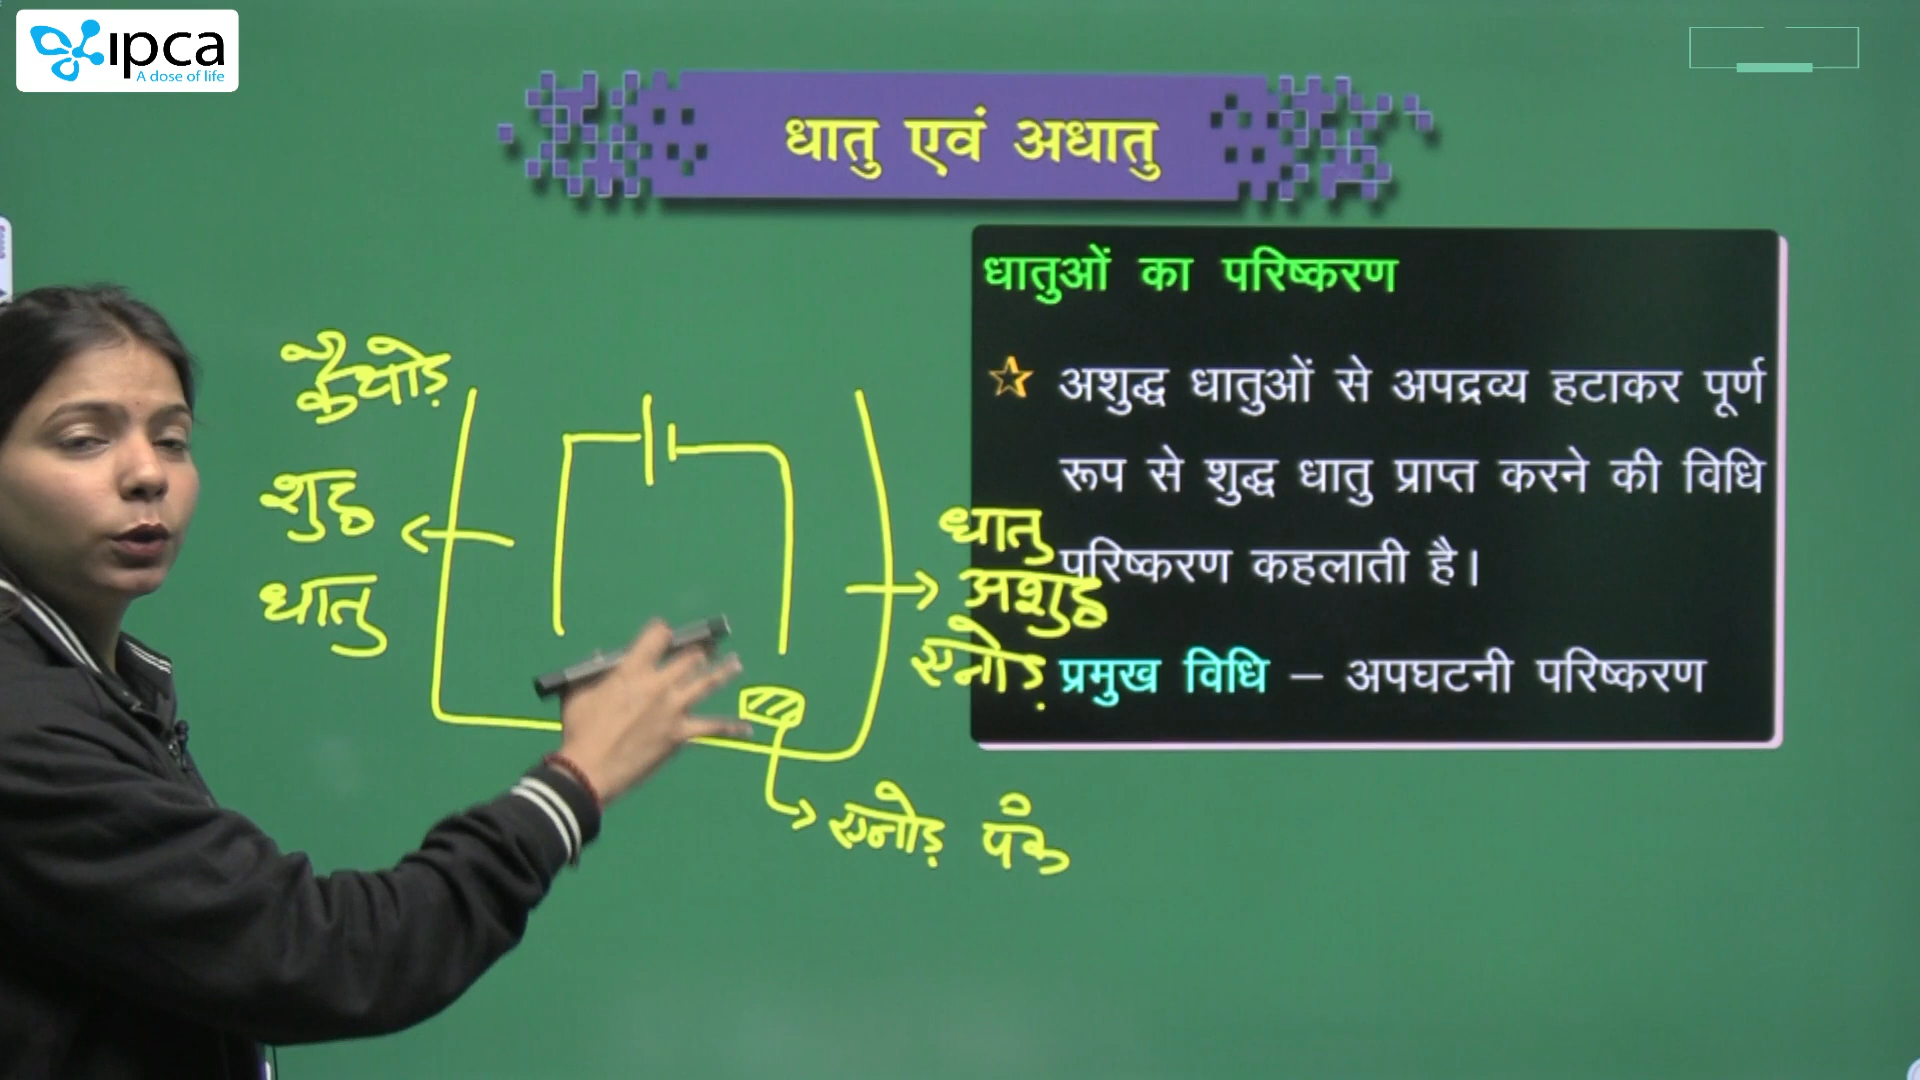 ipca
A dose of life
धातु एवं अधातु
धातुओं का परिष्करण
☆ अशुद्ध धातुओं से अपद्रव्य हटाकर पूर्ण
रूप से शुद्ध धातु प्राप्त करने की विधि
परिष्करण कहलाती है।
प्रमुख विधि – अपघटनी परिष्करण
कैथोड़
शुद्ध
धातु
धातु
अशुद्ध
एनोड़
एनोड़ पंक